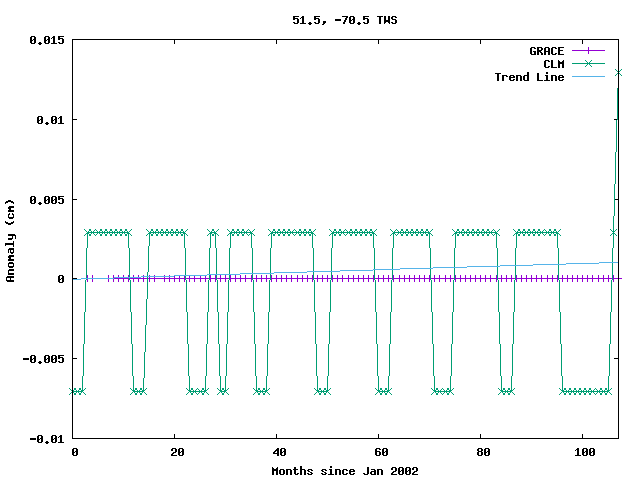 51.5, -70.5 TWS
GRACE
CLM
Trend Line
0.015
0.01
0.005
0
-0.005
-0.01
Anomaly (cm)
0 20 40 60 80 100
Months since Jan 2002